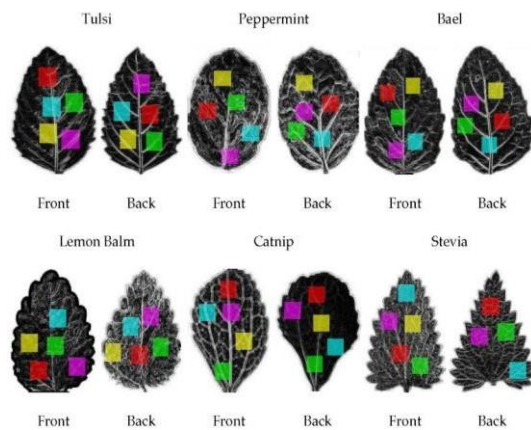 Tulsi Peppermint Bael
Front Back Front Back Front Back
Lemon Balm Catnip Stevia
Front Back Front Back Front Back